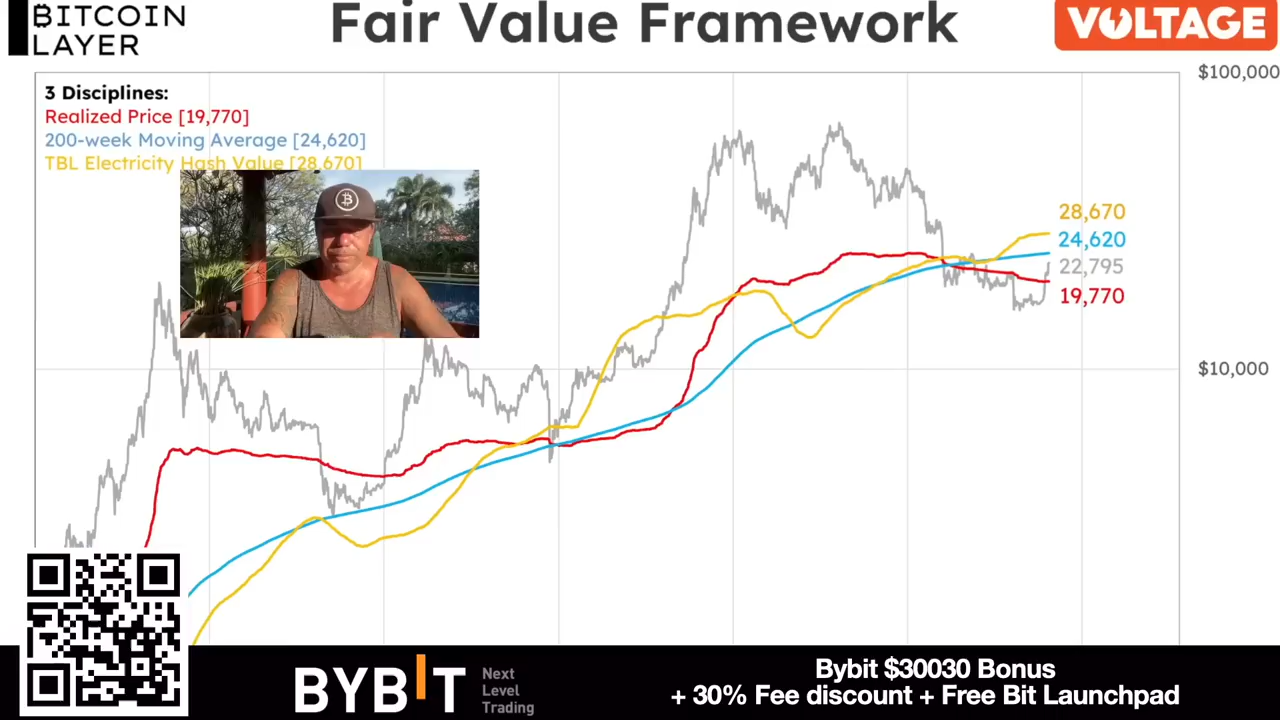 BITCOIN
LAYER
Fair Value Framework
VOLTAGE
3 Disciplines:
Realized Price [19,770]
200-week Moving Average [24,620]
TBL Electricity Hash Value [28,670]
$100,000
28,670
24,620
22,795
19,770
$10,000
BYBIT
Next
Level
Trading
Bybit $30030 Bonus
+ 30% Fee discount + Free Bit Launchpad